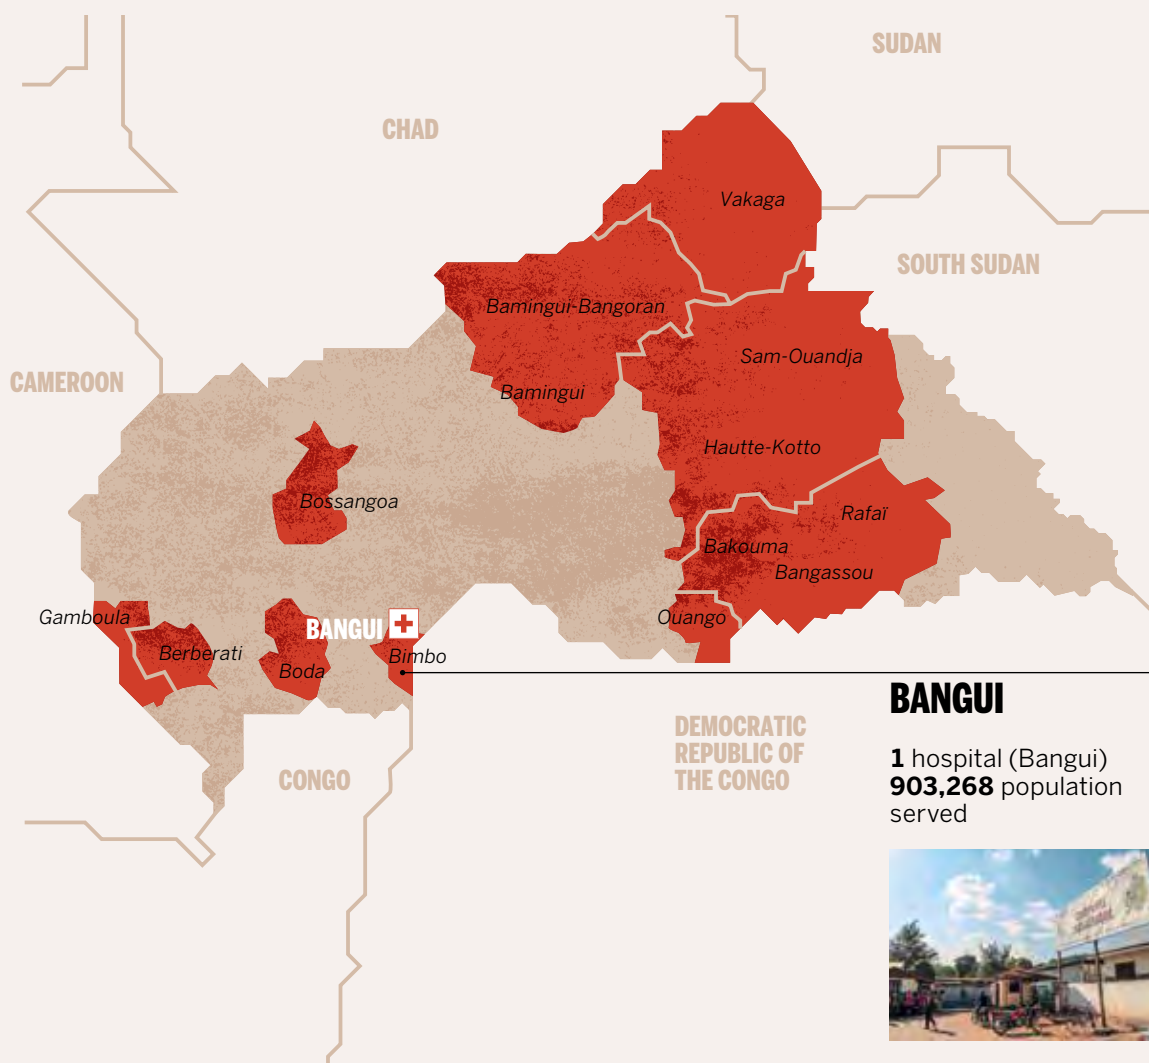 SUDAN
CHAD
Vakaga
SOUTH SUDAN
Bamingui-Bangoran
Sam-Ouandja
CAMEROON
Bamingui
Hautte-Kotto
Bossangoa
Rafaï
Bakouma
Bangassou
Gamboula
Ouango
BANGUI
Berberati
Bimbo
Boda
BANGUI
DEMOCRATIC
REPUBLIC OF
THE CONGO
CONGO
1 hospital (Bangui)
903,268 population
served